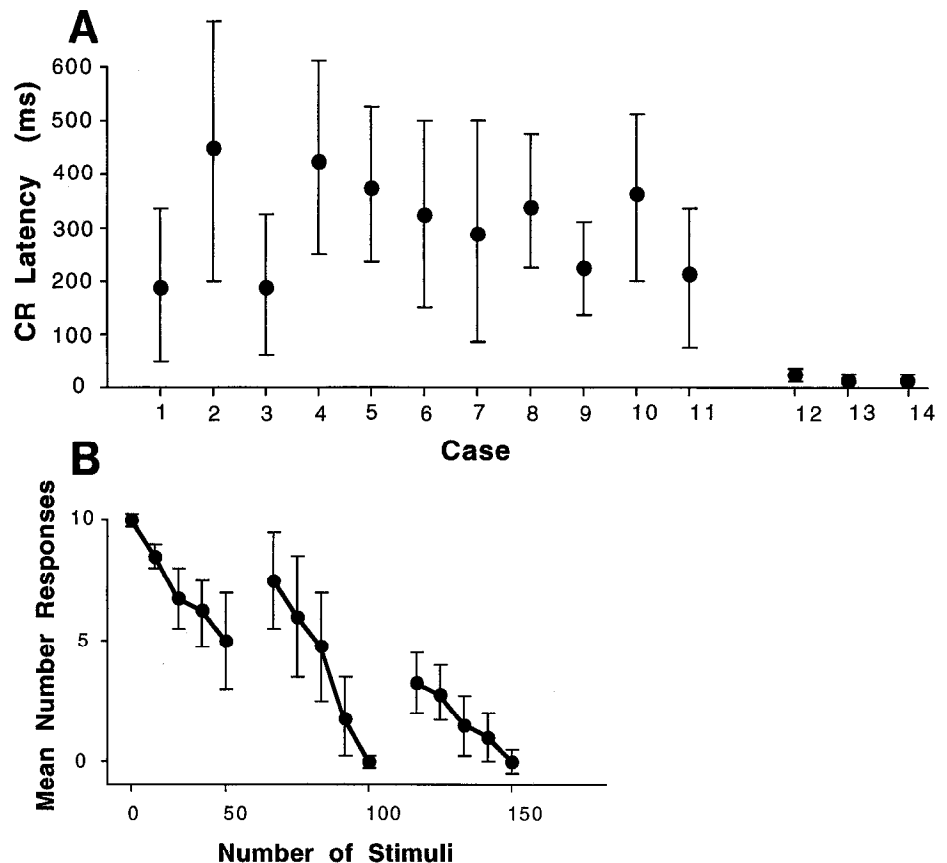 A
CR Latency (ms)
600
500
400
300
200
100
0
1 2 3 4 5 6 7 8 9 10 11 12 13 14
Case
B
Mean Number Responses
10
5
0
0 50 100 150
Number of Stimuli